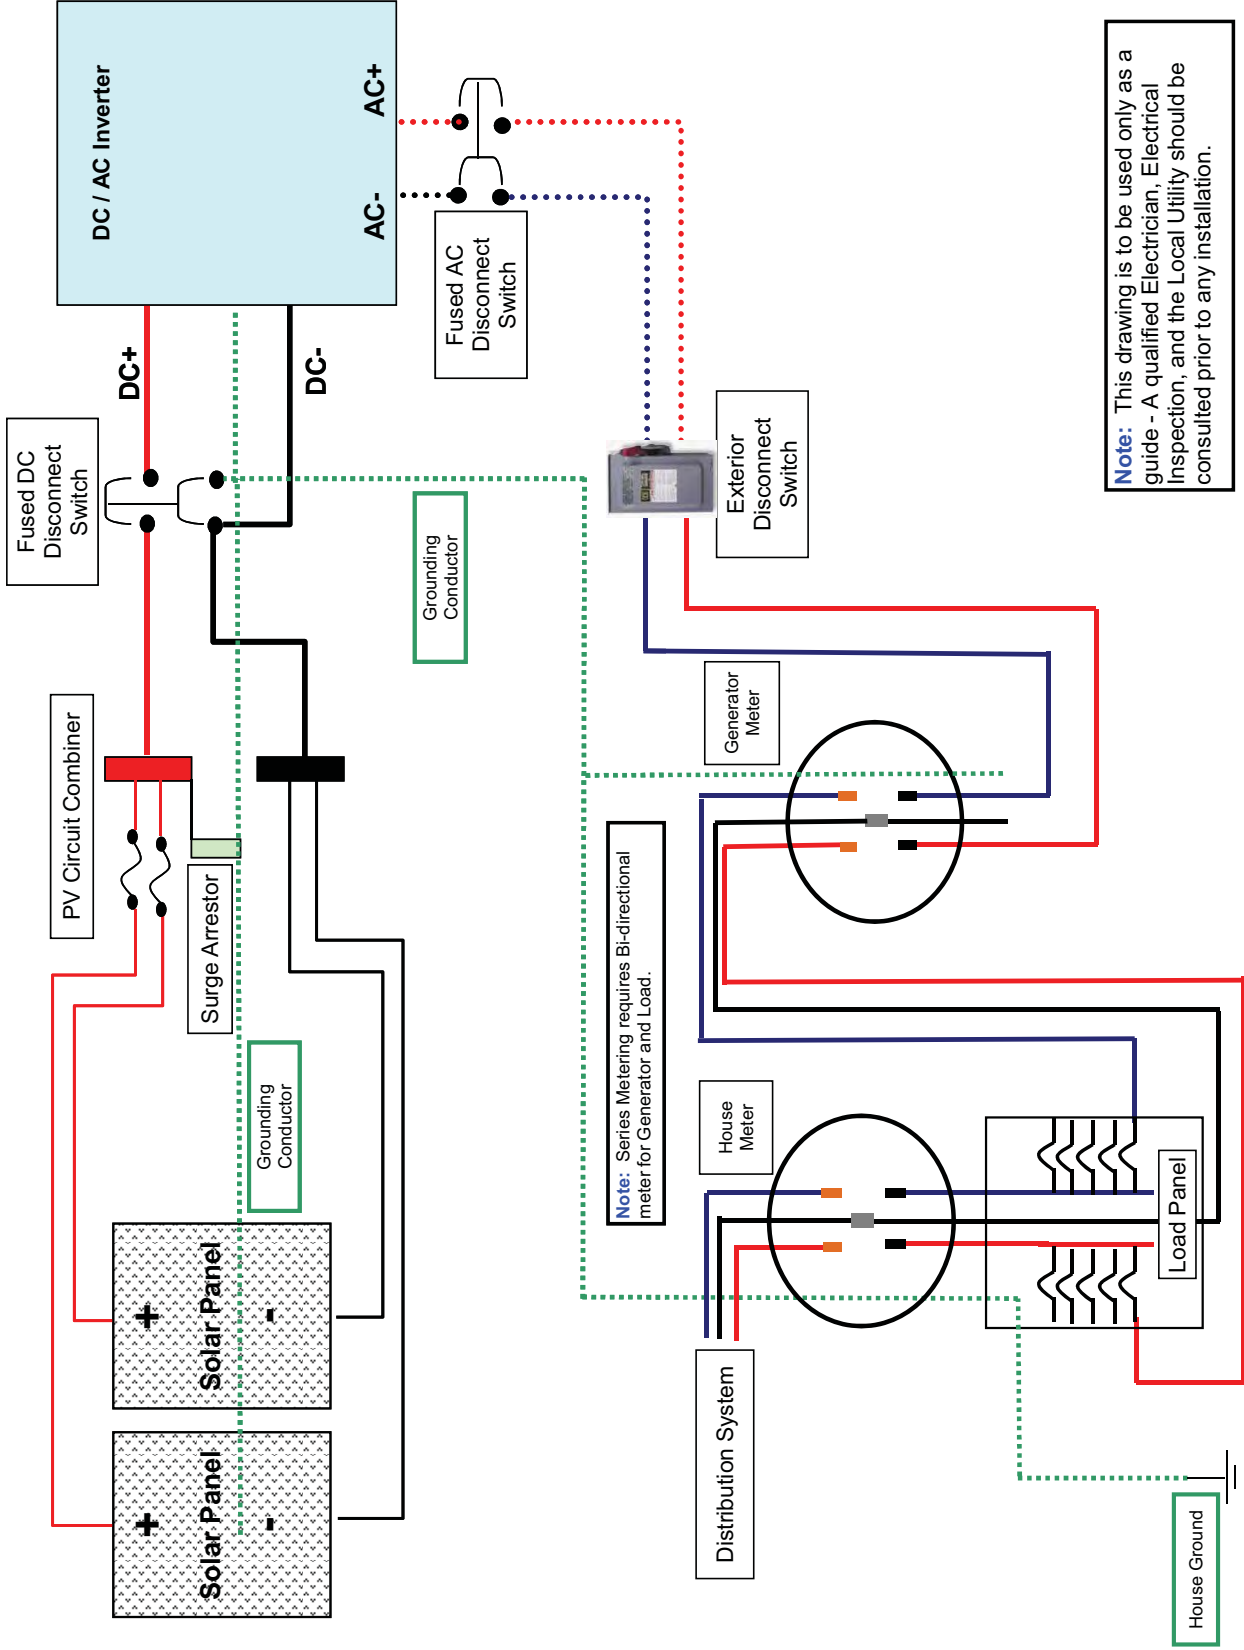 Solar Panel
+
-
Solar Panel
+
-
PV Circuit Combiner
Surge Arrestor
Grounding
Conductor
Fused DC
Disconnect
Switch
DC+
DC-
DC / AC Inverter
AC-
AC+
Fused AC
Disconnect
Switch
Grounding
Conductor
Exterior
Disconnect
Switch
Generator
Meter
Note: Series Metering requires Bi-directional
meter for Generator and Load.
House
Meter
Distribution System
Load Panel
House Ground
Note: This drawing is to be used only as a
guide - A qualified Electrician, Electrical
Inspection, and the Local Utility should be
consulted prior to any installation.